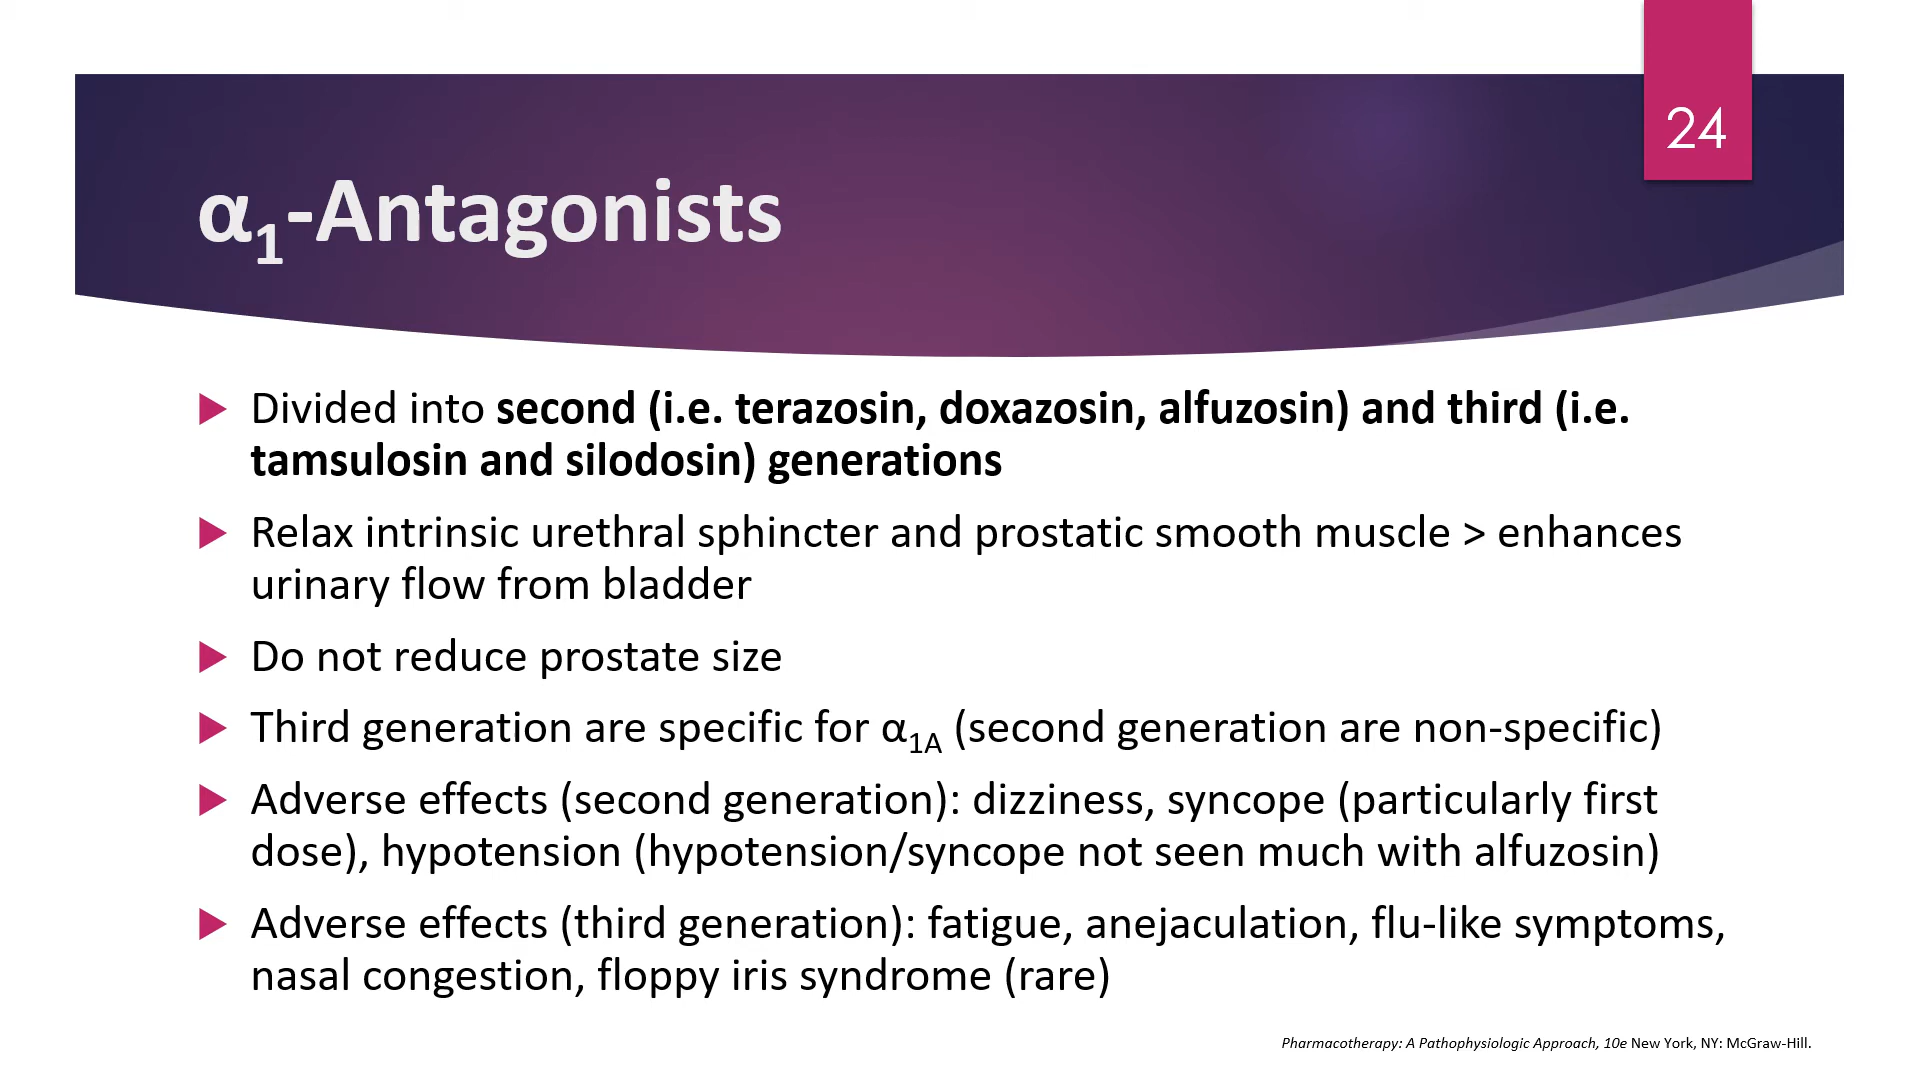 24
α1-Antagonists
Divided into second (i.e. terazosin, doxazosin, alfuzosin) and third (i.e.
tamsulosin and silodosin) generations
Relax intrinsic urethral sphincter and prostatic smooth muscle > enhances
urinary flow from bladder
Do not reduce prostate size
Third generation are specific for α1A (second generation are non-specific)
Adverse effects (second generation): dizziness, syncope (particularly first
dose), hypotension (hypotension/syncope not seen much with alfuzosin)
Adverse effects (third generation): fatigue, anejaculation, flu-like symptoms,
nasal congestion, floppy iris syndrome (rare)
Pharmacotherapy: A Pathophysiologic Approach, 10e New York, NY: McGraw-Hill.